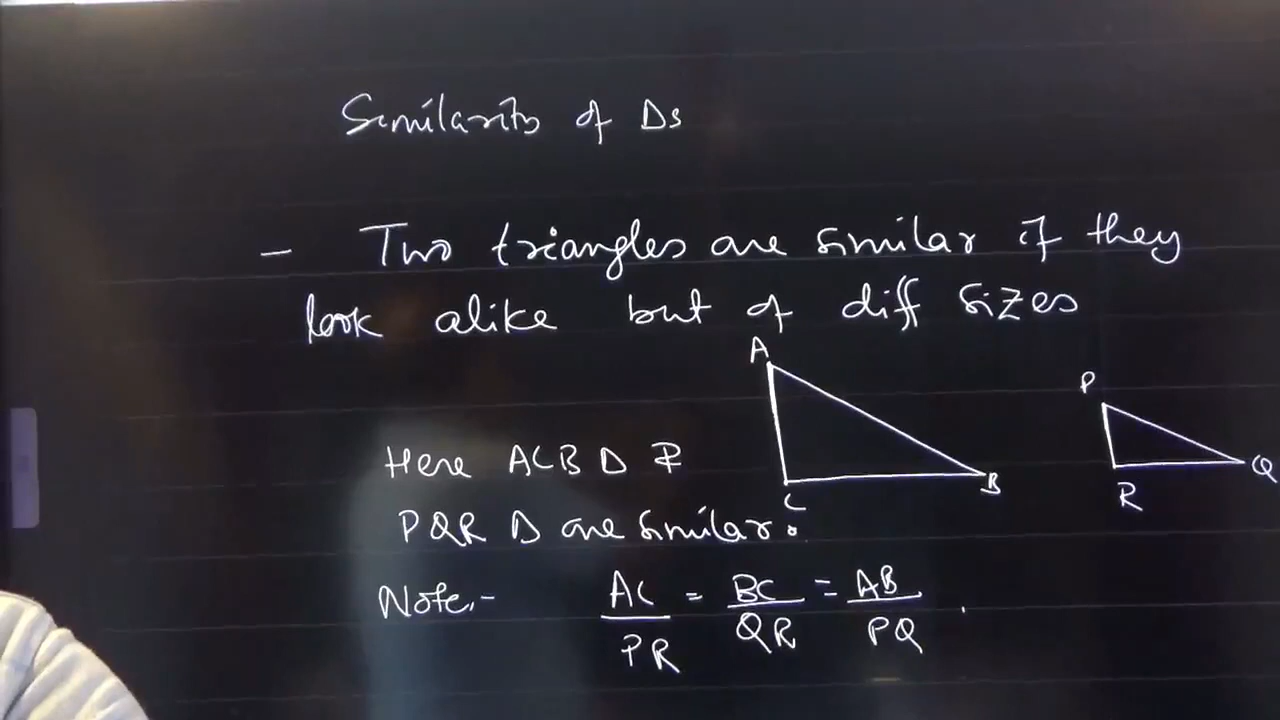 Similarity of Δs
- Two triangles are similar if they
look alike but of diff sizes
A
P
Here ACB Δ &
C
B
R
Q
PQR Δ are similar.
Note:- AC/PR = BC/QR = AB/PQ .